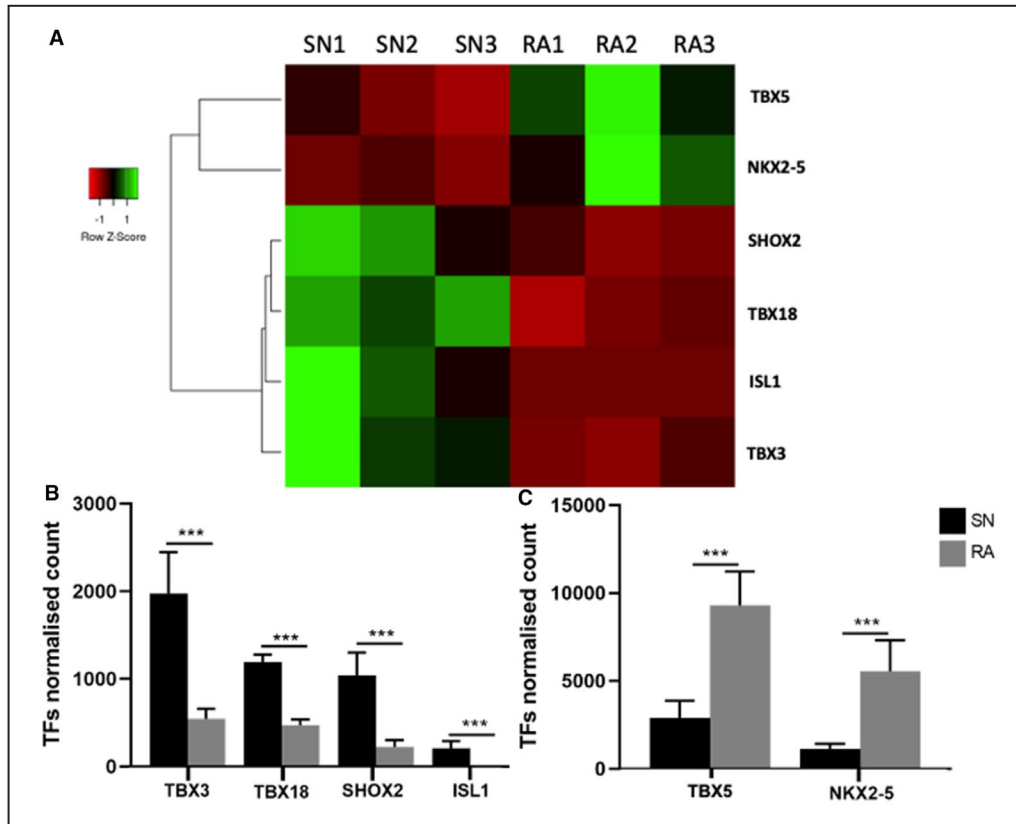 A
SN1 SN2 SN3 RA1 RA2 RA3
TBX5
NKX2-5
SHOX2
TBX18
ISL1
TBX3
-1 1
Row Z-Score
B
TFs normalised count
3000
2000
1000
0
***
***
***
***
TBX3 TBX18 SHOX2 ISL1
C
TFs normalised count
15000
10000
5000
0
***
***
TBX5 NKX2-5
SN
RA